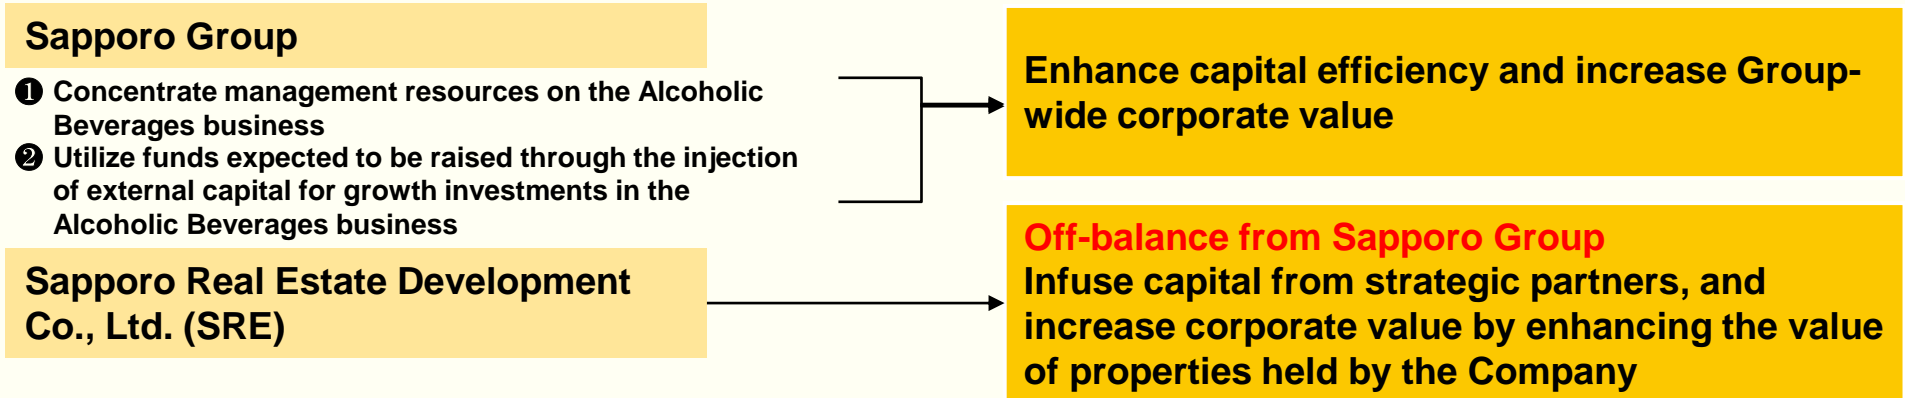 Sapporo Group
❶ Concentrate management resources on the Alcoholic
Beverages business
❷ Utilize funds expected to be raised through the injection
of external capital for growth investments in the
Alcoholic Beverages business
Enhance capital efficiency and increase Group-
wide corporate value
Sapporo Real Estate Development
Co., Ltd. (SRE)
Off-balance from Sapporo Group
Infuse capital from strategic partners, and
increase corporate value by enhancing the value
of properties held by the Company